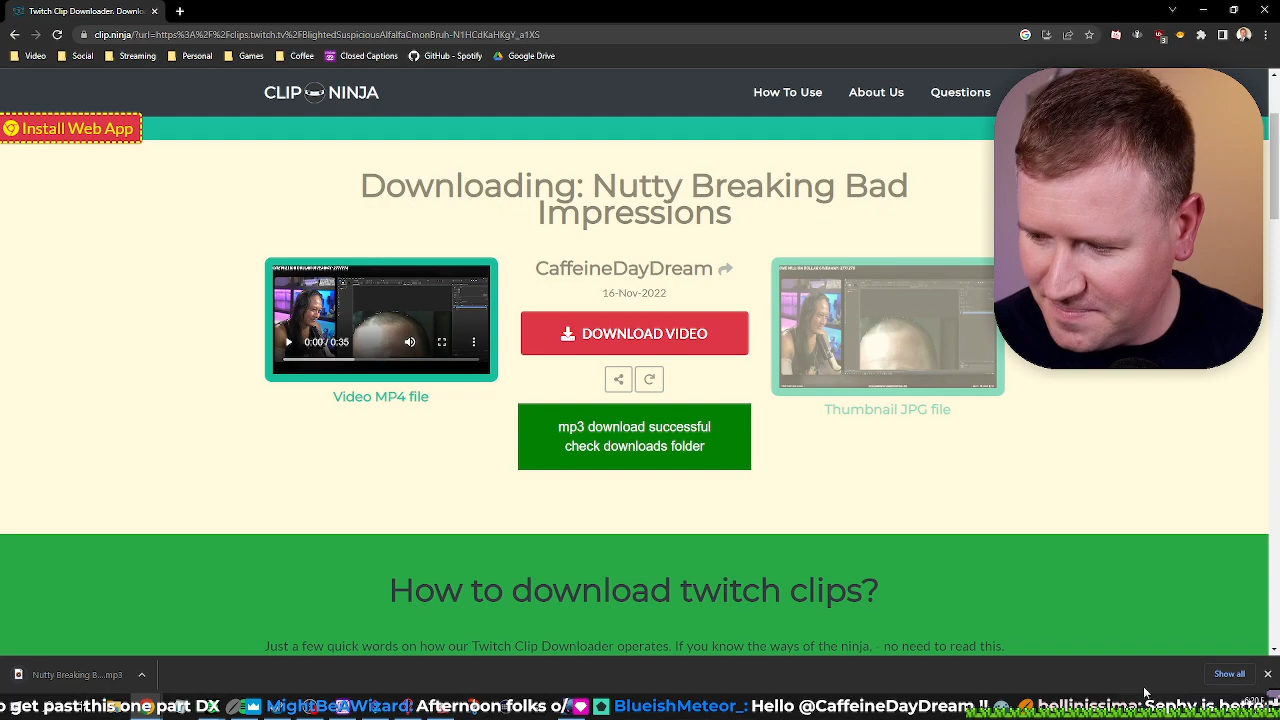 Twitch Clip Downloader. Downlo
clip.ninja/?url=https%3A%2F%2Fclips.twitch.tv%2FBlightedSuspiciousAlfalfaCmonBruh-N1HCdKaHKgY_a1XS
Video Social Streaming Personal Games Coffee Closed Captions GitHub - Spotify Google Drive
CLIP NINJA How To Use About Us Questions
Install Web App
Downloading: Nutty Breaking Bad
Impressions
CaffeineDayDream
16-Nov-2022
DOWNLOAD VIDEO
0:00 / 0:35
Video MP4 file
Thumbnail JPG file
mp3 download successful
check downloads folder
How to download twitch clips?
Just a few quick words on how our Twitch Clip Downloader operates. If you know the ways of the ninja, - no need to read this.
Nutty Breaking B....mp3 Show all
o get past this one part DX MightBeAWizard: Afternoon folks o/ BlueishMeteor_: Hello @CaffeineDayDream